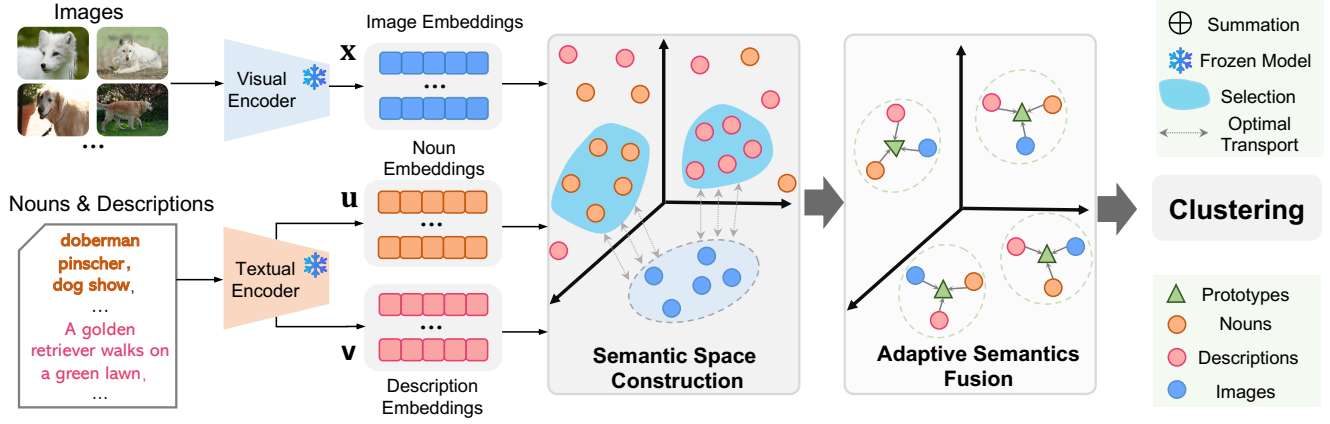 Images
...
Visual
Encoder
x
Image Embeddings
...
Nouns & Descriptions
doberman
pinscher,
dog show,
...
A golden
retriever walks on
a green lawn,
...
Textual
Encoder
Noun
Embeddings
u
...
v
...
Description
Embeddings
Semantic Space
Construction
Adaptive Semantics
Fusion
Clustering
Summation
Frozen Model
Selection
Optimal
Transport
Prototypes
Nouns
Descriptions
Images